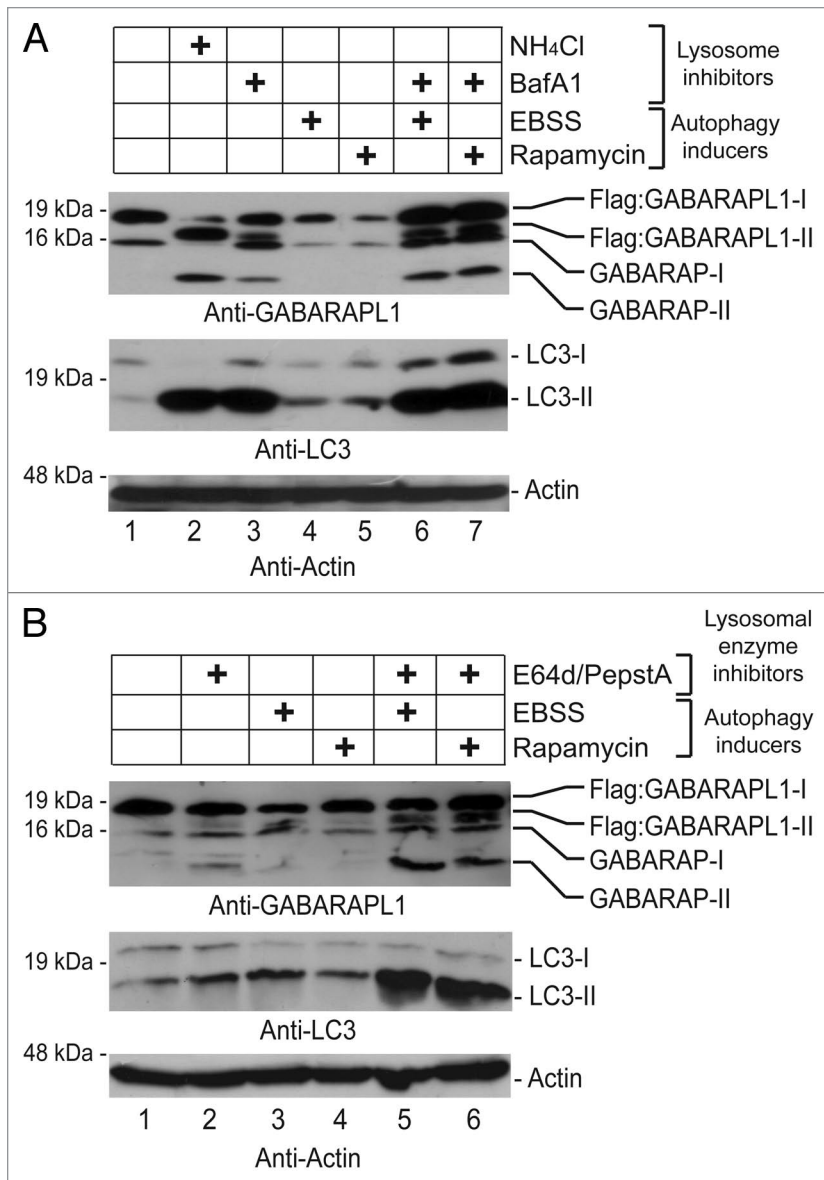 A
+ NH₄Cl
+ + + BafA1
+ + EBSS
+ + Rapamycin
Lysosome
inhibitors
Autophagy
inducers
19 kDa -
16 kDa -
Flag:GABARAPL1-I
Flag:GABARAPL1-II
GABARAP-I
GABARAP-II
Anti-GABARAPL1
19 kDa -
- LC3-I
- LC3-II
Anti-LC3
48 kDa -
- Actin
1 2 3 4 5 6 7
Anti-Actin
B
+ + + E64d/PepstA
+ + EBSS
+ + Rapamycin
Lysosomal
enzyme
inhibitors
Autophagy
inducers
19 kDa -
16 kDa -
Flag:GABARAPL1-I
Flag:GABARAPL1-II
GABARAP-I
GABARAP-II
Anti-GABARAPL1
19 kDa -
- LC3-I
- LC3-II
Anti-LC3
48 kDa -
- Actin
1 2 3 4 5 6
Anti-Actin